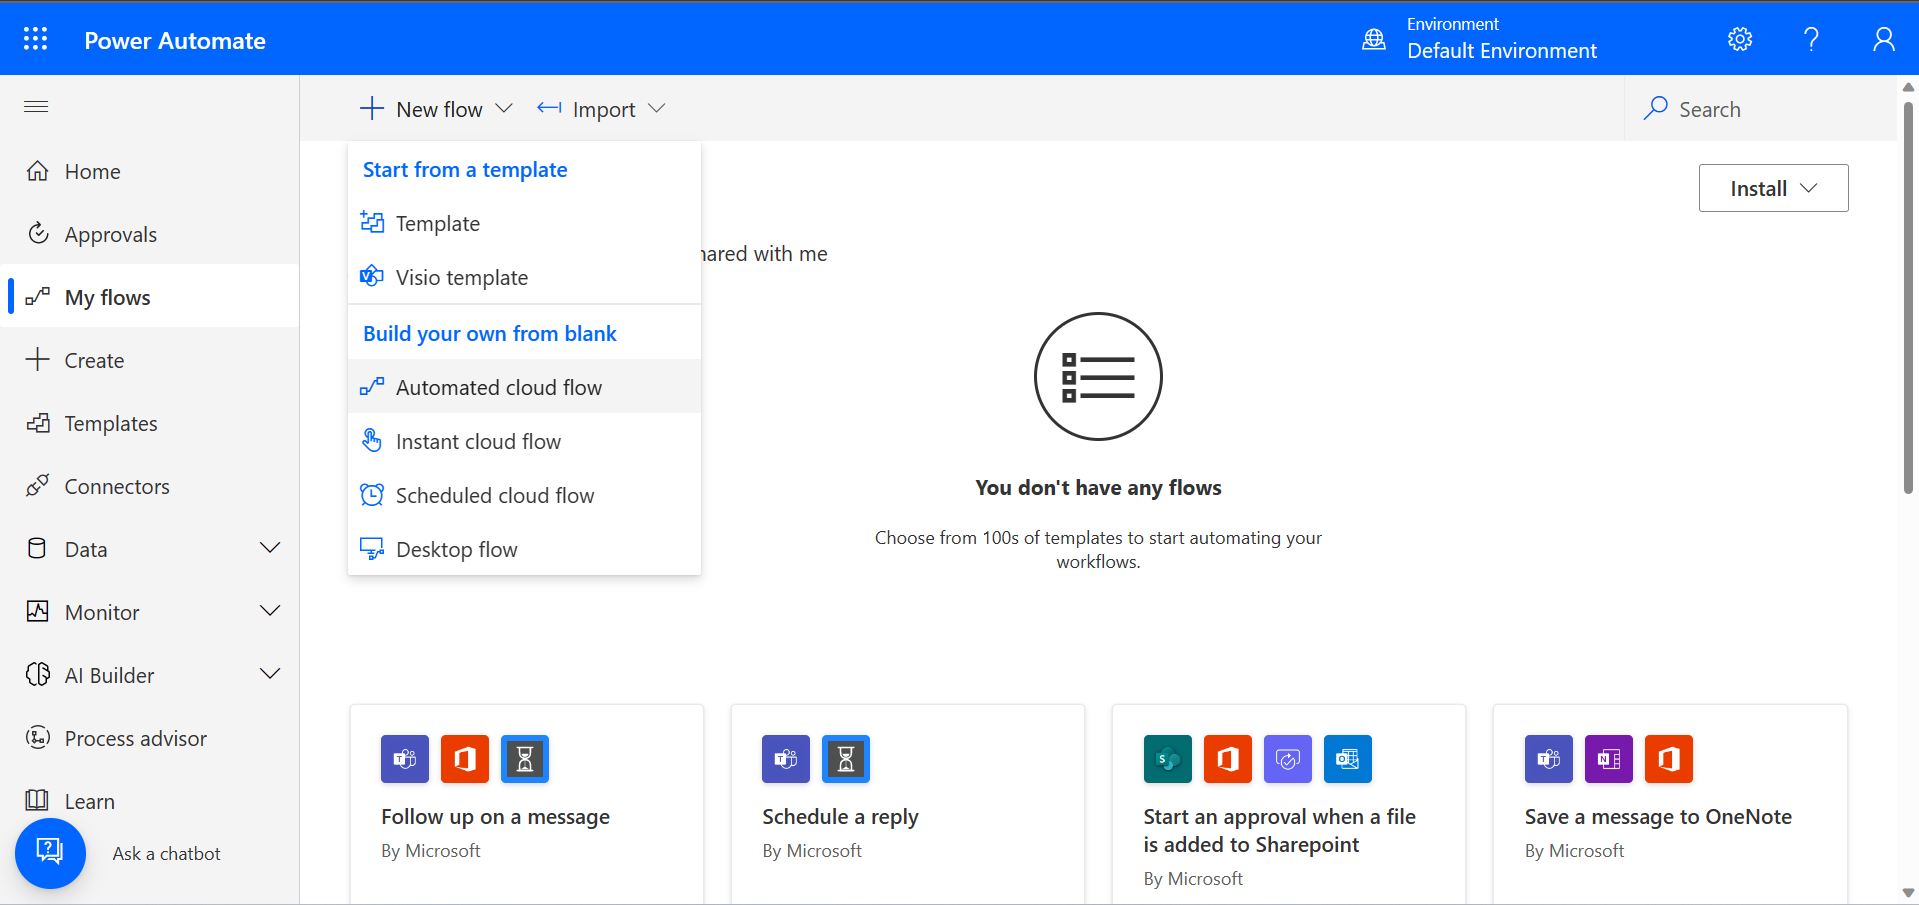 Power Automate
Environment
Default Environment
New flow
Import
Search
Home
Approvals
My flows
Create
Templates
Connectors
Data
Monitor
AI Builder
Process advisor
Learn
Ask a chatbot
Start from a template
Template
Visio template
Build your own from blank
Automated cloud flow
Instant cloud flow
Scheduled cloud flow
Desktop flow
Install
with me
You don't have any flows
Choose from 100s of templates to start automating your
workflows.
Follow up on a message
By Microsoft
Schedule a reply
By Microsoft
Start an approval when a file
is added to Sharepoint
By Microsoft
Save a message to OneNote
By Microsoft